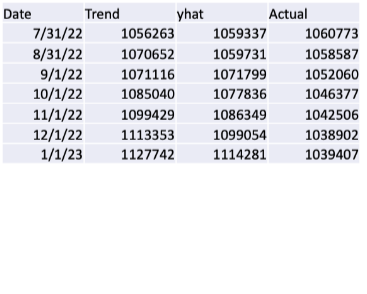 Date Trend yhat Actual
7/31/22 1056263 1059337 1060773
8/31/22 1070652 1059731 1058587
9/1/22 1071116 1071799 1052060
10/1/22 1085040 1077836 1046377
11/1/22 1099429 1086349 1042506
12/1/22 1113353 1099054 1038902
1/1/23 1127742 1114281 1039407